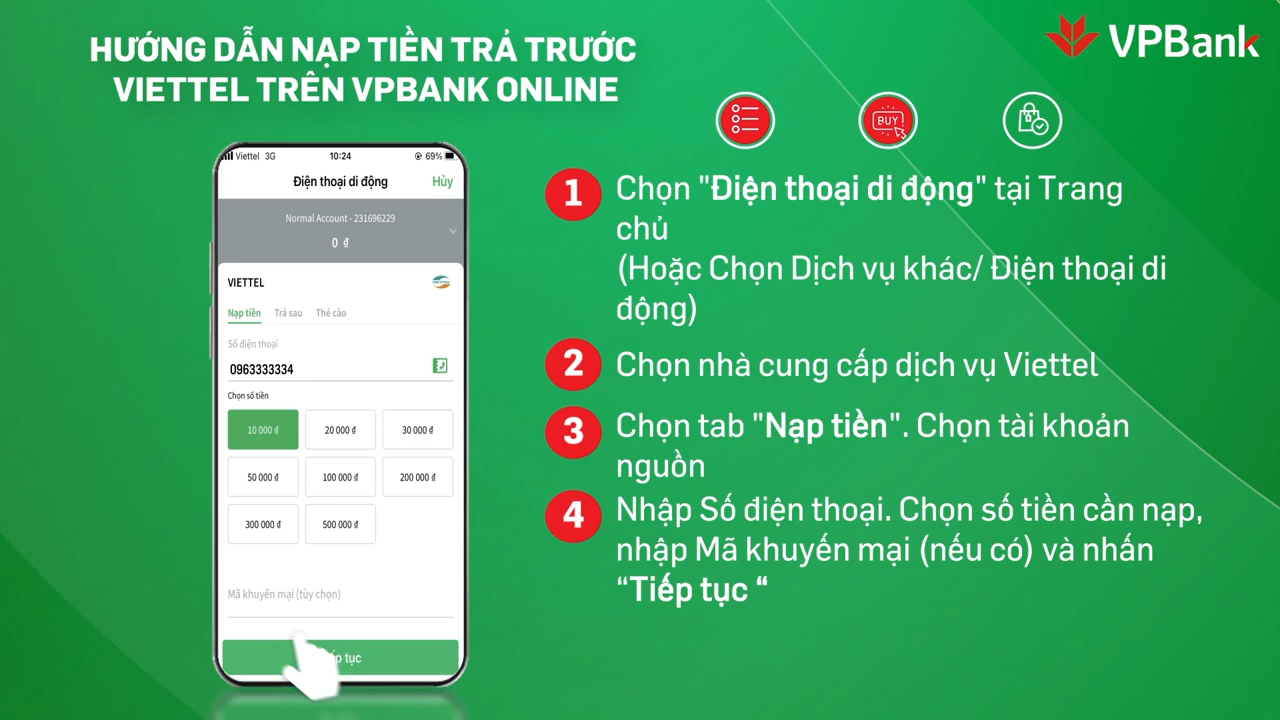 HƯỚNG DẪN NẠP TIỀN TRẢ TRƯỚC
VIETTEL TRÊN VPBANK ONLINE
VPBank
BUY
Viettel 3G 10:24 69%
Điện thoại di động Hủy
Normal Account - 231696229
0 ₫
VIETTEL
Nạp tiền Trả sau Thẻ cào
Số điện thoại
0963333334
Chọn số tiền
10 000 ₫ 20 000 ₫ 30 000 ₫
50 000 ₫ 100 000 ₫ 200 000 ₫
300 000 ₫ 500 000 ₫
Mã khuyến mại (tùy chọn)
tục
1 Chọn "Điện thoại di động" tại Trang
chủ
(Hoặc Chọn Dịch vụ khác/ Điện thoại di
động)
2 Chọn nhà cung cấp dịch vụ Viettel
3 Chọn tab "Nạp tiền". Chọn tài khoản
nguồn
4 Nhập Số điện thoại. Chọn số tiền cần nạp,
nhập Mã khuyến mại (nếu có) và nhấn
“Tiếp tục “